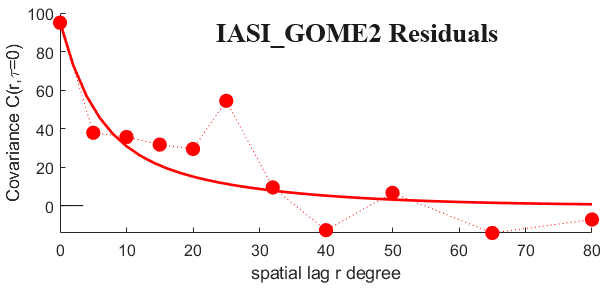 IASI_GOME2 Residuals
Covariance C(r,τ=0)
100
80
60
40
20
0
0 10 20 30 40 50 60 70 80
spatial lag r degree